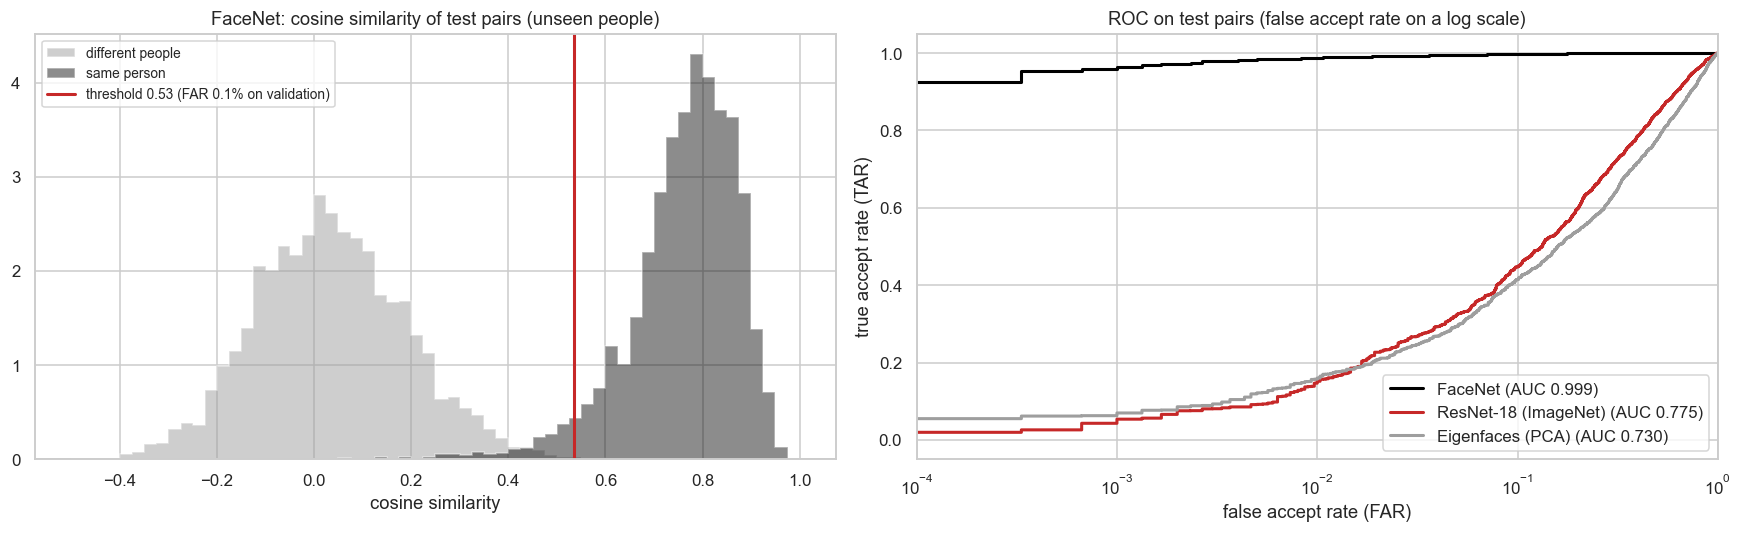 FaceNet: cosine similarity of test pairs (unseen people)
different people
same person
threshold 0.53 (FAR 0.1% on validation)
4
3
2
1
0
−0.4 −0.2 0.0 0.2 0.4 0.6 0.8 1.0
cosine similarity
ROC on test pairs (false accept rate on a log scale)
true accept rate (TAR)
1.0
0.8
0.6
0.4
0.2
0.0
FaceNet (AUC 0.999)
ResNet-18 (ImageNet) (AUC 0.775)
Eigenfaces (PCA) (AUC 0.730)
10⁻⁴ 10⁻³ 10⁻² 10⁻¹ 10⁰
false accept rate (FAR)